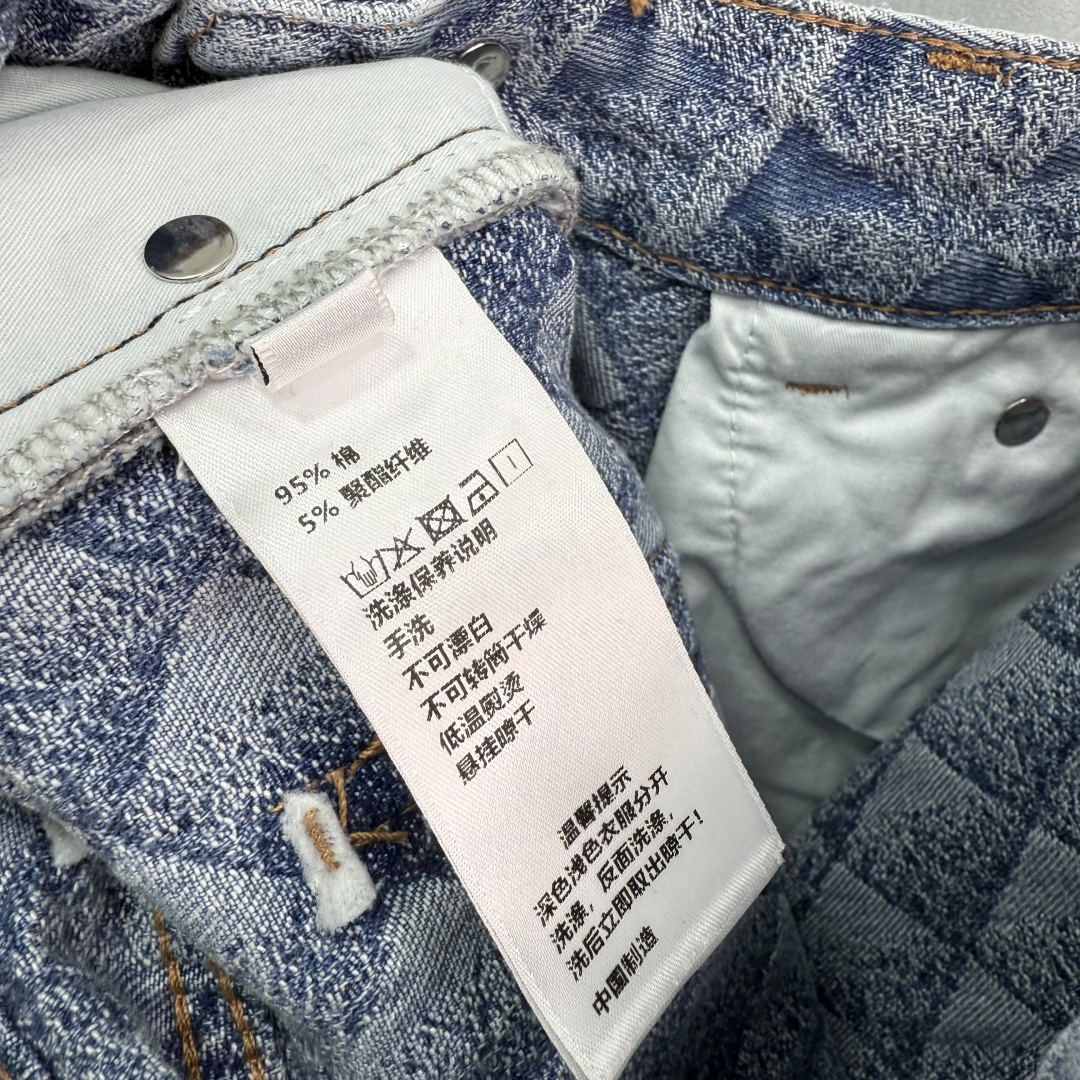 95% 棉
5% 聚酯纤维
洗涤保养说明
手洗
不可漂白
不可转筒干燥
低温熨烫
悬挂晾干
温馨提示
深色浅色衣服分开
洗涤，反面洗涤，
洗后立即取出晾干！
中国制造